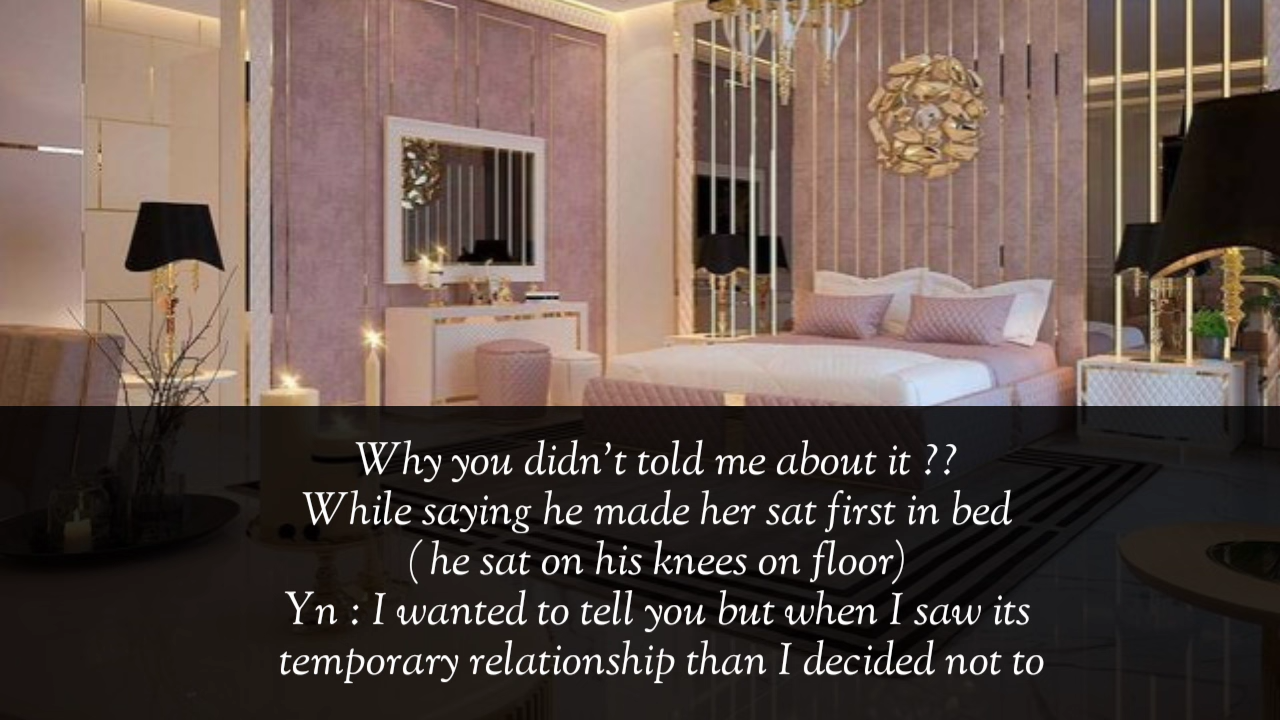 Why you didn't told me about it ??
While saying he made her sat first in bed
( he sat on his knees on floor)
Yn : I wanted to tell you but when I saw its
temporary relationship than I decided not to